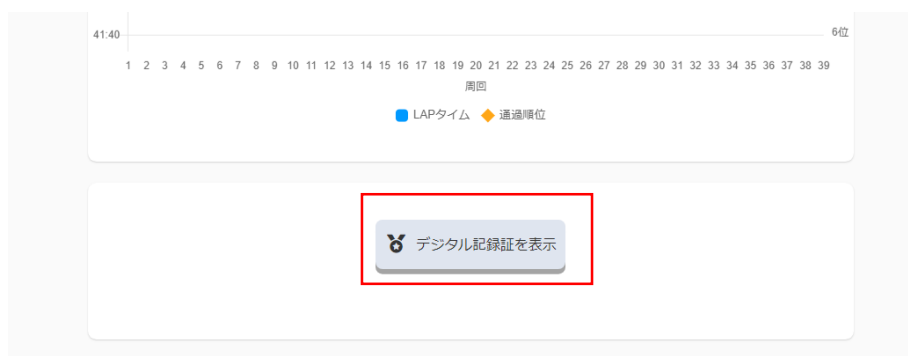 41:40 6位
1 2 3 4 5 6 7 8 9 10 11 12 13 14 15 16 17 18 19 20 21 22 23 24 25 26 27 28 29 30 31 32 33 34 35 36 37 38 39
周回
LAPタイム 通過順位
デジタル記録証を表示